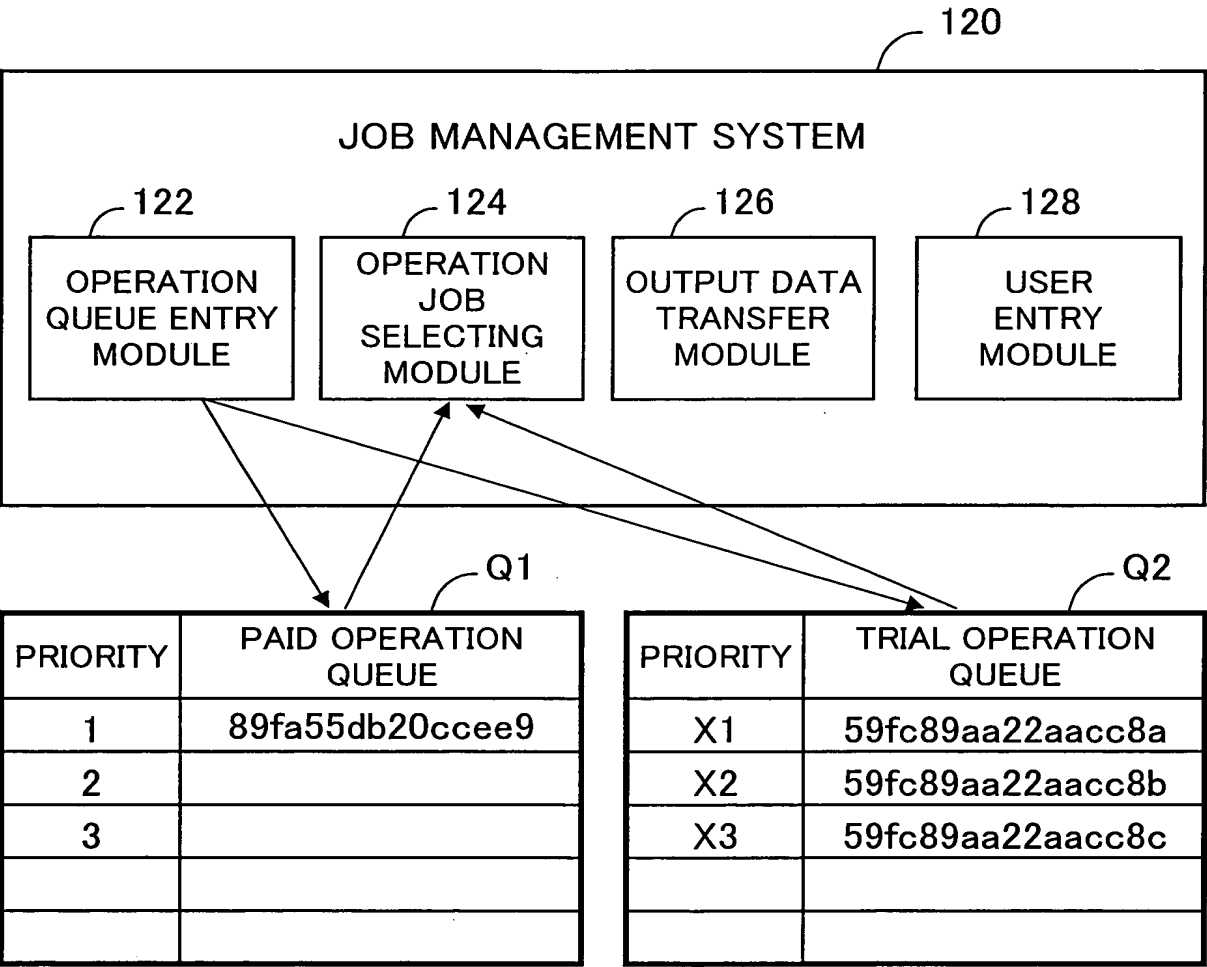 120
JOB MANAGEMENT SYSTEM
122
124
126
128
OPERATION
QUEUE ENTRY
MODULE
OPERATION
JOB
SELECTING
MODULE
OUTPUT DATA
TRANSFER
MODULE
USER
ENTRY
MODULE
Q1
PRIORITY
PAID OPERATION
QUEUE
1
89fa55db20ccee9
2
3
Q2
PRIORITY
TRIAL OPERATION
QUEUE
X1
59fc89aa22aacc8a
X2
59fc89aa22aacc8b
X3
59fc89aa22aacc8c